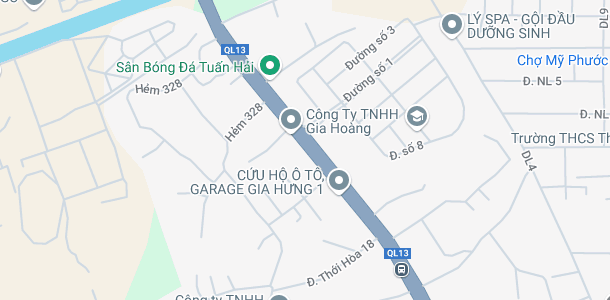 LÝ SPA - GỘI ĐẦU
DƯỠNG SINH
DL9
Đường số 3
QL13
Chợ Mỹ Phước
Sân Bóng Đá Tuấn Hải
Đường số 1
Đ. NL 5
Hẻm 328
Hẻm 328
Công Ty TNHH
Gia Hoàng
Đ. NL
Trường THCS Th
Đ. số 8
DL4
CỨU HỘ Ô TÔ,
GARAGE GIA HƯNG 1
Đ. Thới Hòa 18
QL13
Công ty TNHH